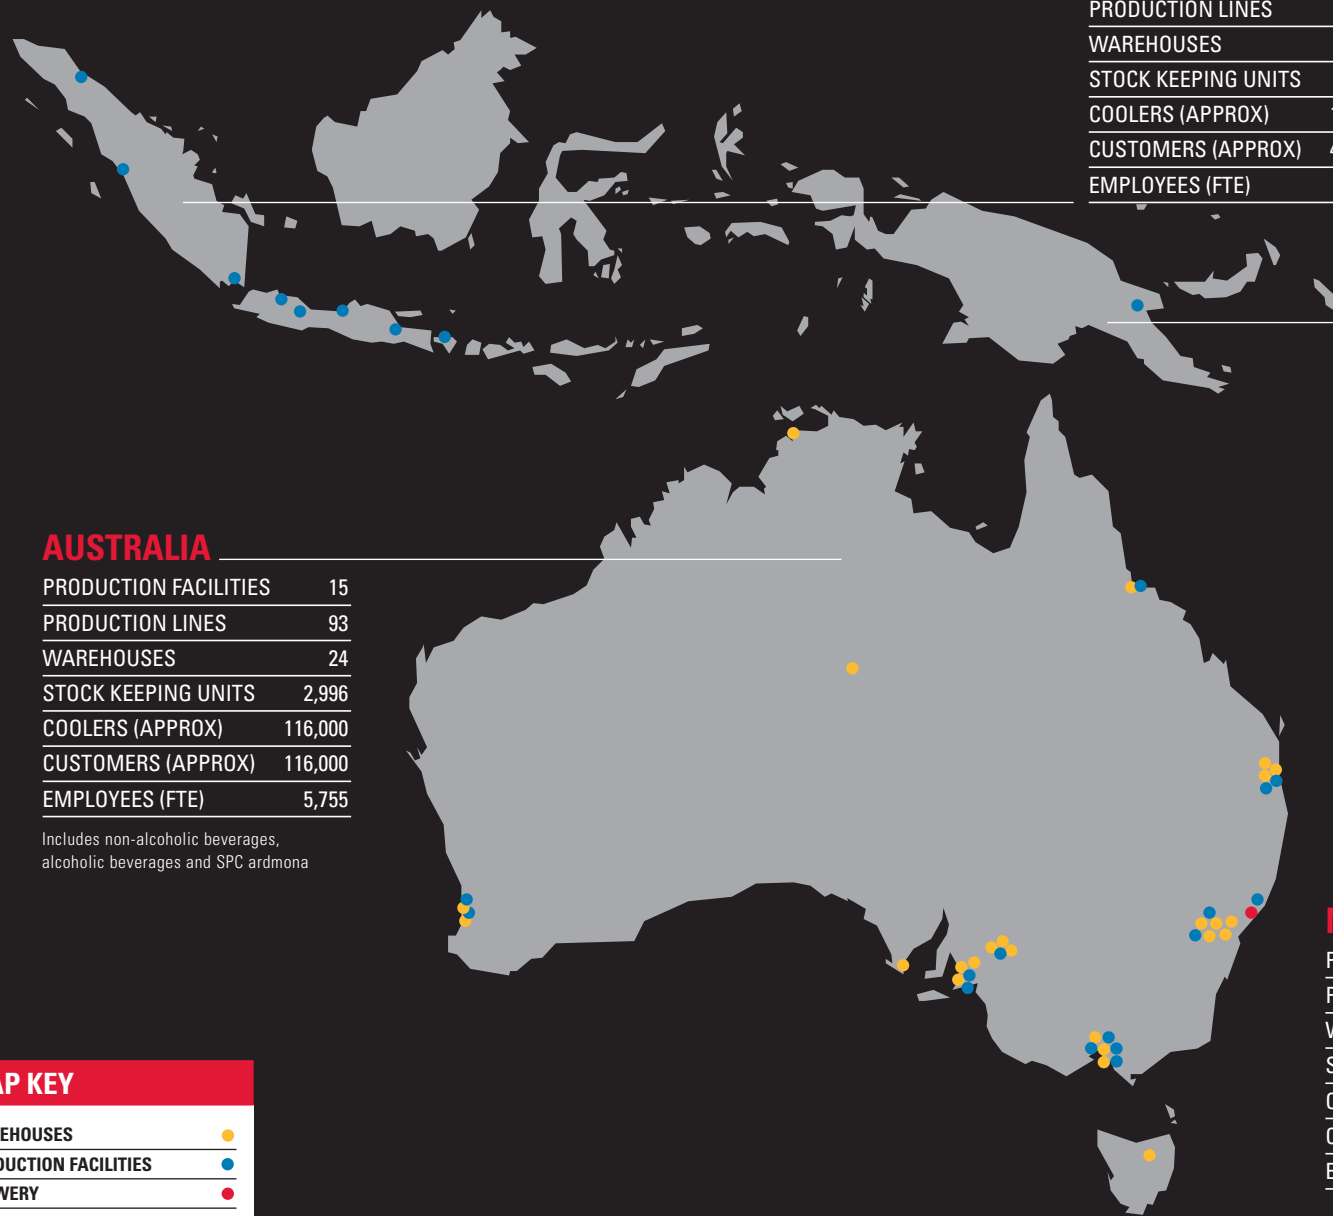 PRODUCTION LINES
WAREHOUSES
STOCK KEEPING UNITS
COOLERS (APPROX)
CUSTOMERS (APPROX)
EMPLOYEES (FTE)
AUSTRALIA
PRODUCTION FACILITIES 15
PRODUCTION LINES 93
WAREHOUSES 24
STOCK KEEPING UNITS 2,996
COOLERS (APPROX) 116,000
CUSTOMERS (APPROX) 116,000
EMPLOYEES (FTE) 5,755
Includes non-alcoholic beverages,
alcoholic beverages and SPC ardmona
AP KEY
EHOUSES
DUCTION FACILITIES
WERY